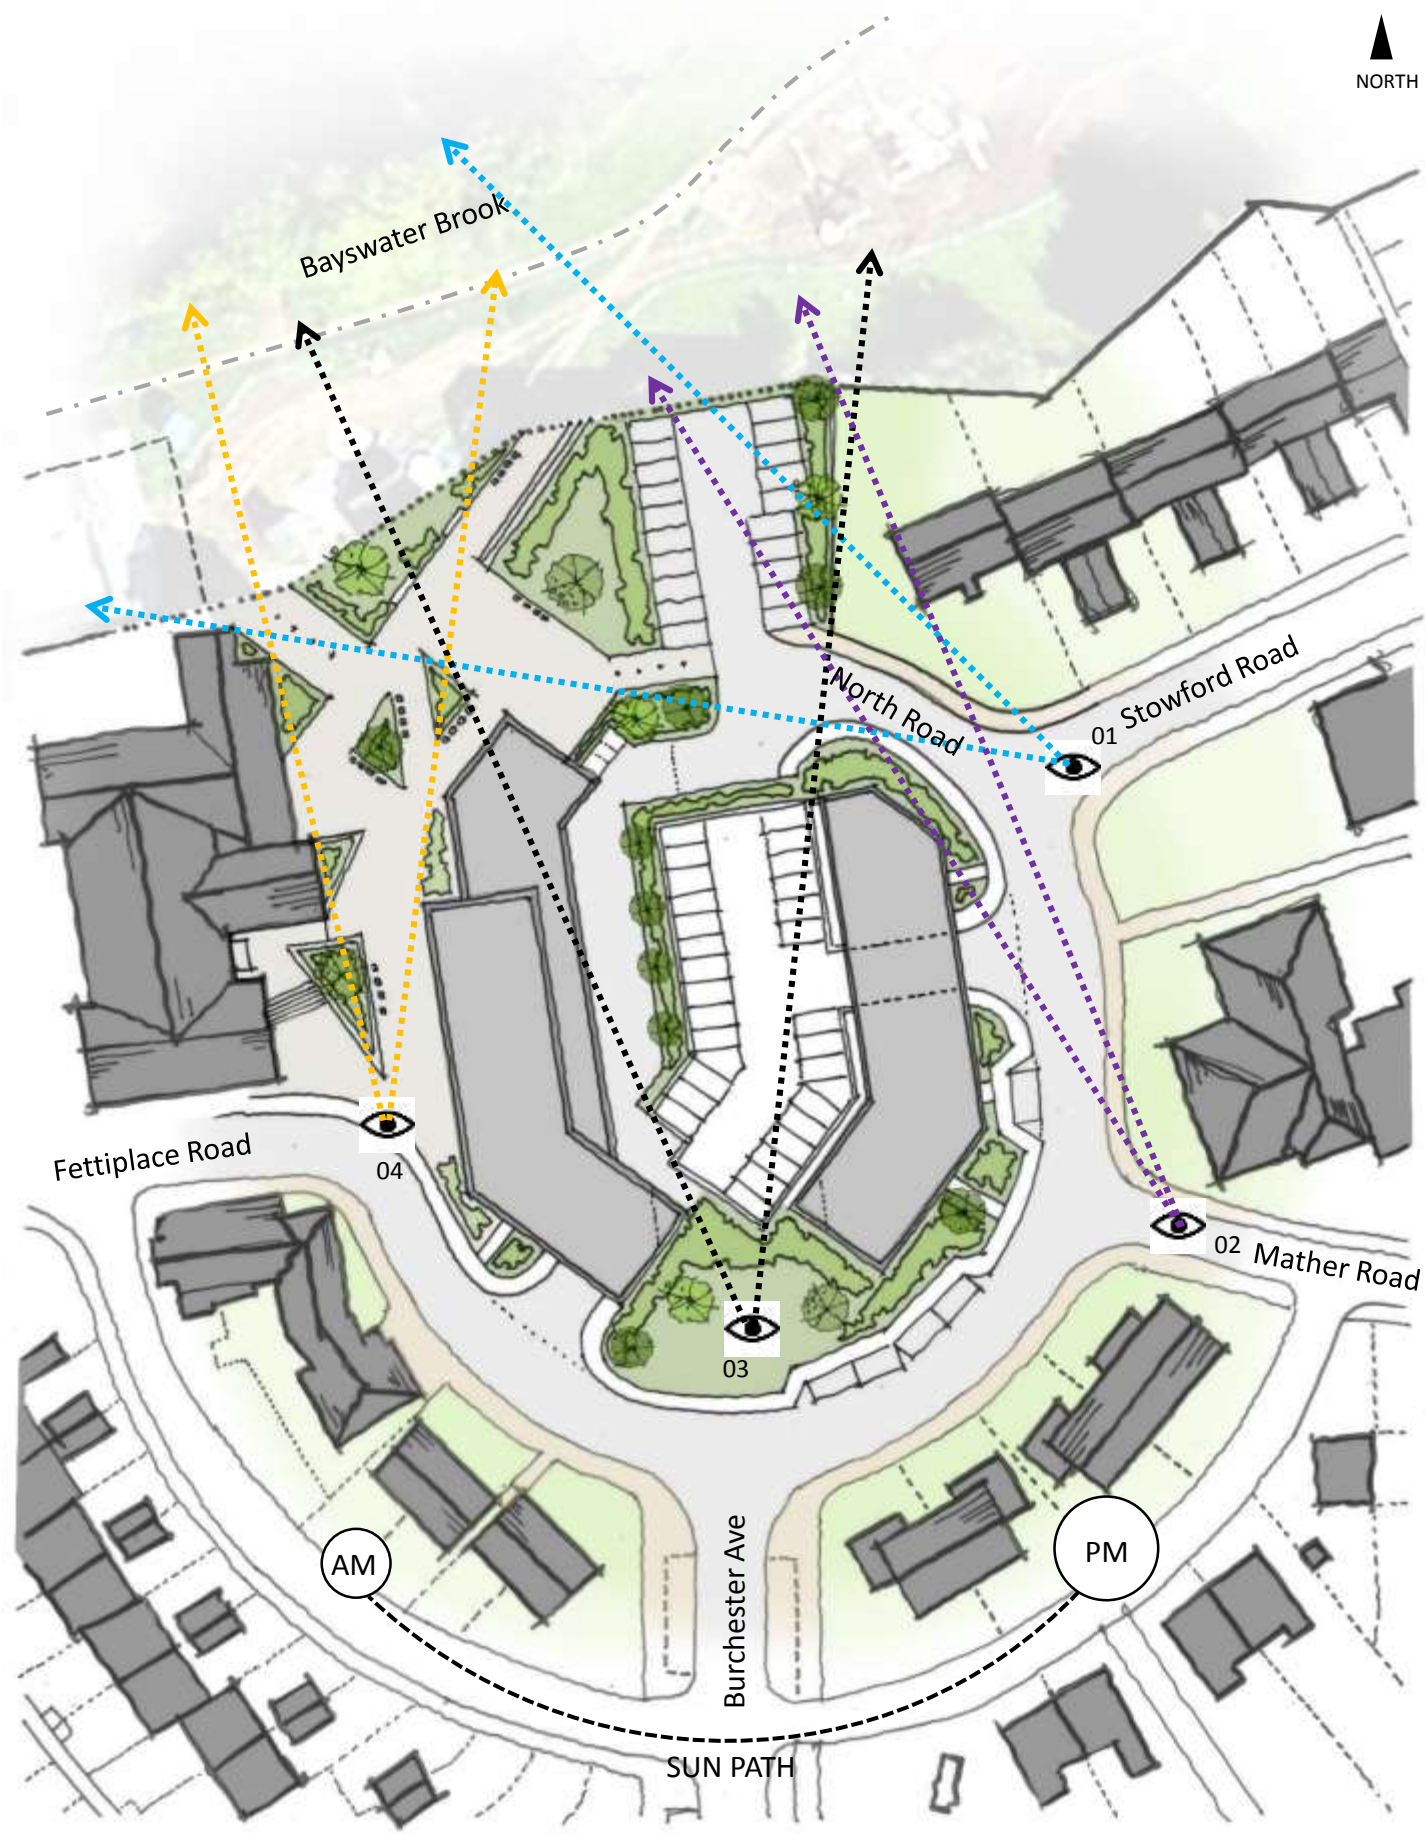 NORTH
Bayswater Brook
Stowford Road
North Road
01
Fettiplace Road
04
02
Mather Road
03
AM
PM
Burchester Ave
SUN PATH